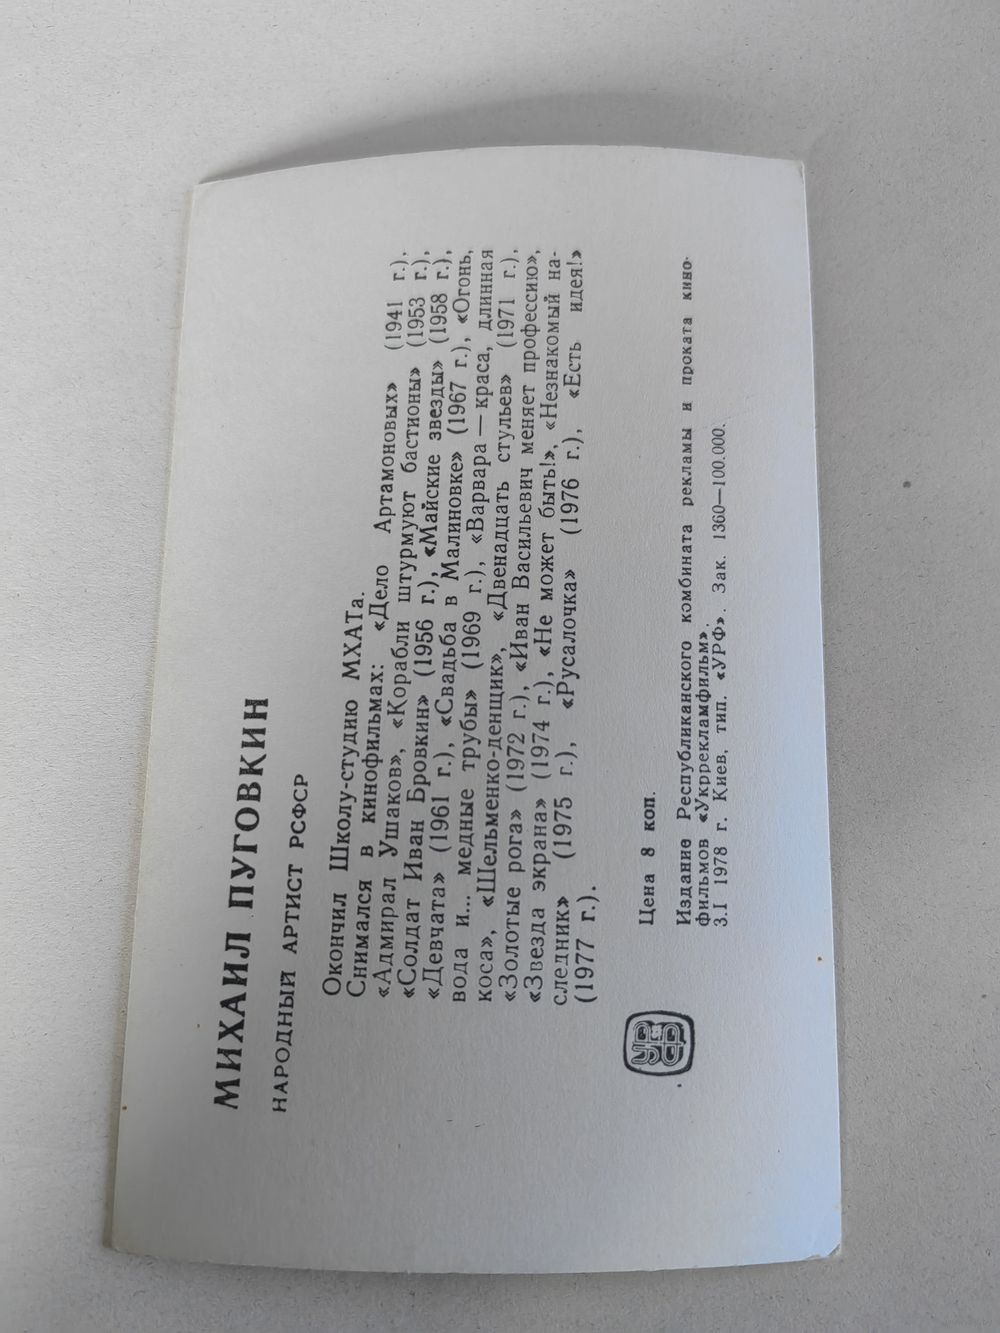 МИХАИЛ ПУГОВКИН
НАРОДНЫЙ АРТИСТ РСФСР
Окончил Школу-студию МХАТа.
Снимался в кинофильмах: «Дело Артамоновых» (1941 г.),
«Адмирал Ушаков», «Корабли штурмуют бастионы» (1953 г.),
«Солдат Иван Бровкин» (1956 г.), «Майские звезды» (1958 г.),
«Девчата» (1961 г.), «Свадьба в Малиновке» (1967 г.), «Огонь,
вода и... медные трубы» (1969 г.), «Варвара — краса, длинная
коса», «Шельменко-денщик», «Двенадцать стульев» (1971 г.),
«Золотые рога» (1972 г.), «Иван Васильевич меняет профессию»,
«Звезда экрана» (1974 г.), «Не может быть!», «Незнакомый на-
следник» (1975 г.), «Русалочка» (1976 г.), «Есть идея!»
(1977 г.).
Цена 8 коп.
Издание Республиканского комбината рекламы и проката кино-
фильмов «Укррекламфильм».
3.I 1978 г. Киев, тип. «УРФ». Зак. 1360—100.000.
УРФ